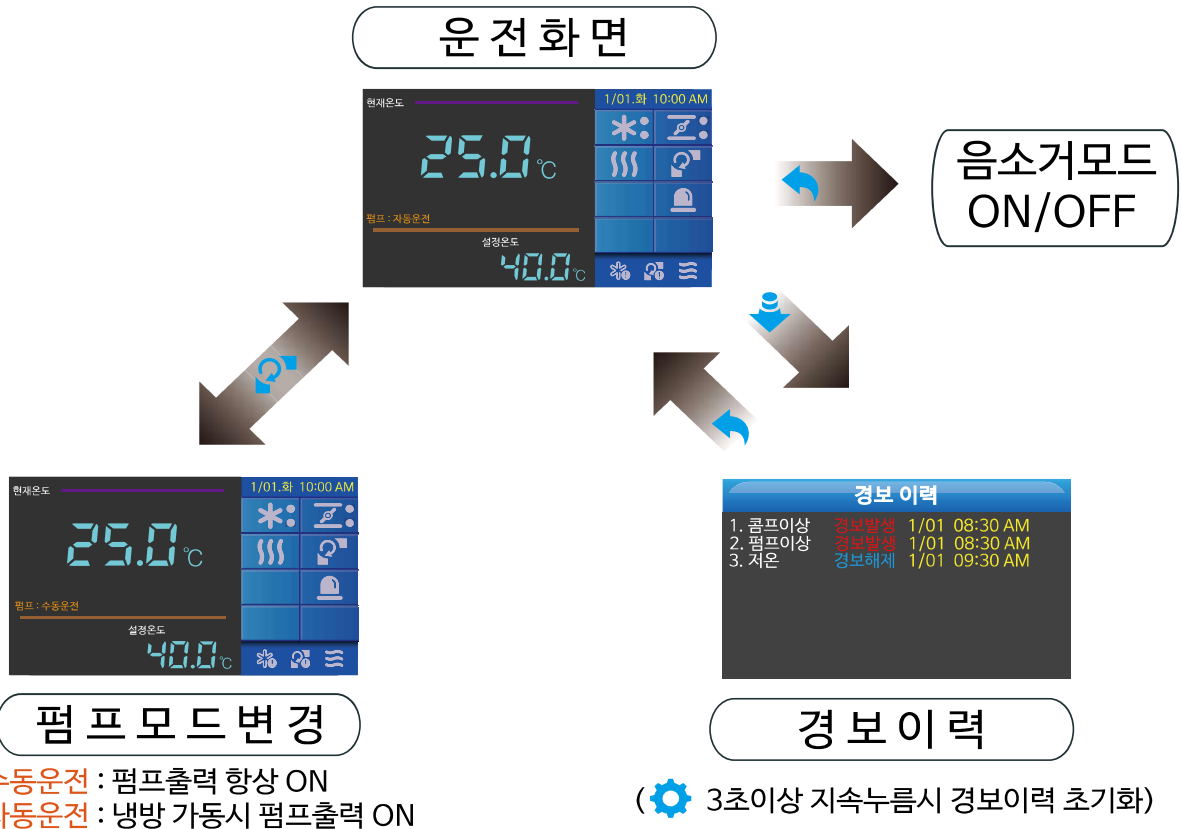 운전화면
현재온도
1/01.화 10:00 AM
25.0℃
펌프 : 자동운전
설정온도
40.0℃
음소거모드
ON/OFF
현재온도
1/01.화 10:00 AM
25.0℃
펌프 : 수동운전
설정온도
40.0℃
펌프모드변경
수동운전 : 펌프출력 항상 ON
자동운전 : 냉방 가동시 펌프출력 ON
경보 이력
1. 콤프이상 경보발생 1/01 08:30 AM
2. 펌프이상 경보발생 1/01 08:30 AM
3. 저온 경보해제 1/01 09:30 AM
경보이력
( 3초이상 지속누름시 경보이력 초기화)